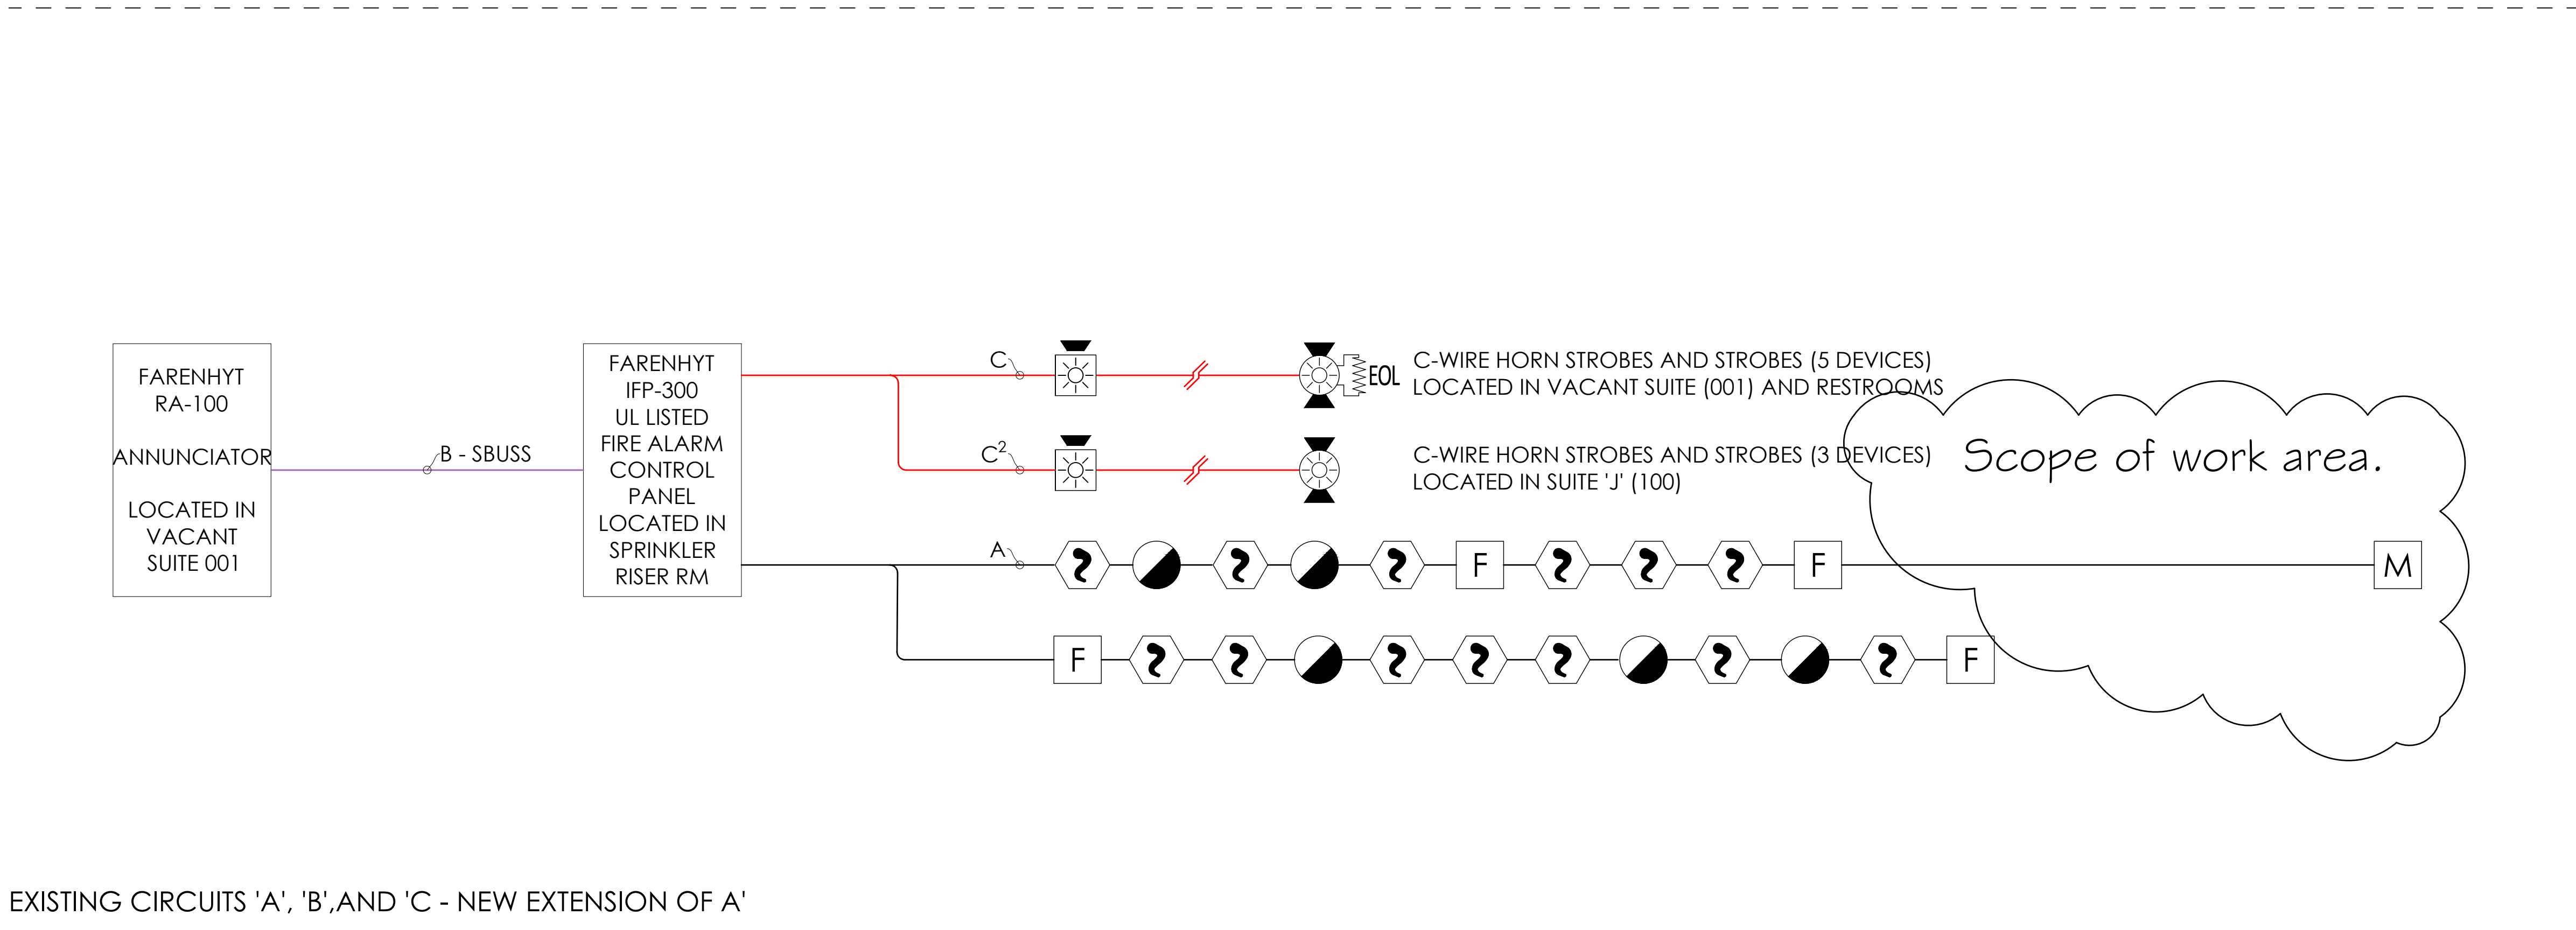 FARENHYT
RA-100
ANNUNCIATOR
LOCATED IN
VACANT
SUITE 001
B - SBUSS
FARENHYT
IFP-300
UL LISTED
FIRE ALARM
CONTROL
PANEL
LOCATED IN
SPRINKLER
RISER RM
C
EOL
C-WIRE HORN STROBES AND STROBES (5 DEVICES)
LOCATED IN VACANT SUITE (001) AND RESTROOMS
C²
C-WIRE HORN STROBES AND STROBES (3 DEVICES)
LOCATED IN SUITE 'J' (100)
Scope of work area.
A
F
F
M
F
F
EXISTING CIRCUITS 'A', 'B',AND 'C - NEW EXTENSION OF A'